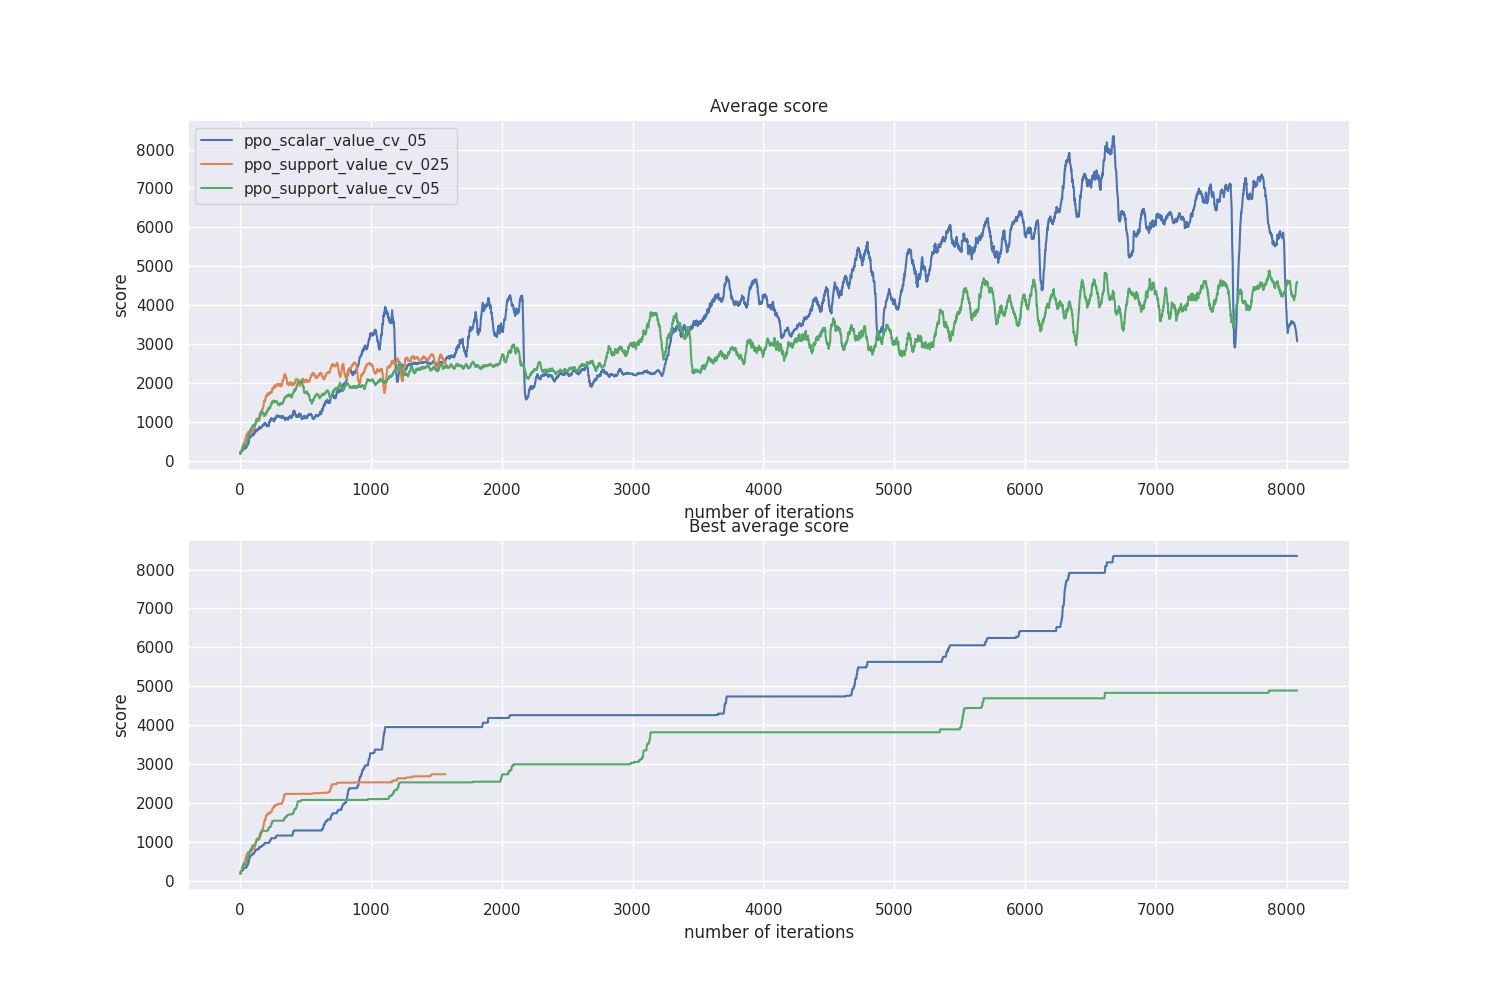 Average score
ppo_scalar_value_cv_05
ppo_support_value_cv_025
ppo_support_value_cv_05
score
8000
7000
6000
5000
4000
3000
2000
1000
0
0 1000 2000 3000 4000 5000 6000 7000 8000
number of iterations
Best average score
score
8000
7000
6000
5000
4000
3000
2000
1000
0
0 1000 2000 3000 4000 5000 6000 7000 8000
number of iterations